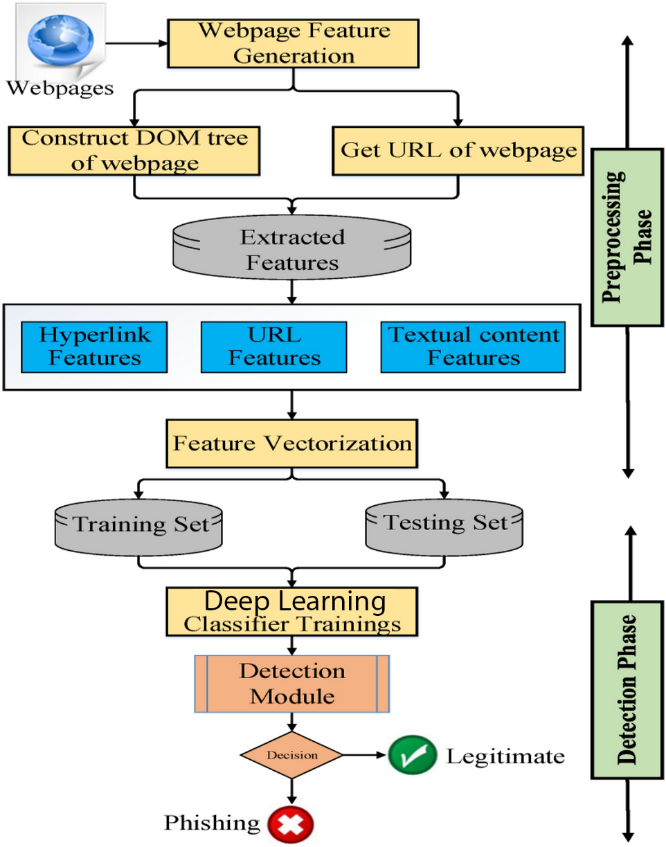 Webpages
Webpage Feature
Generation
Construct DOM tree
of webpage
Get URL of webpage
Extracted
Features
Hyperlink
Features
URL
Features
Textual content
Features
Feature Vectorization
Training Set
Testing Set
Deep Learning
Classifier Trainings
Detection
Module
Decision
Legitimate
Phishing
Preprocessing
Phase
Detection Phase